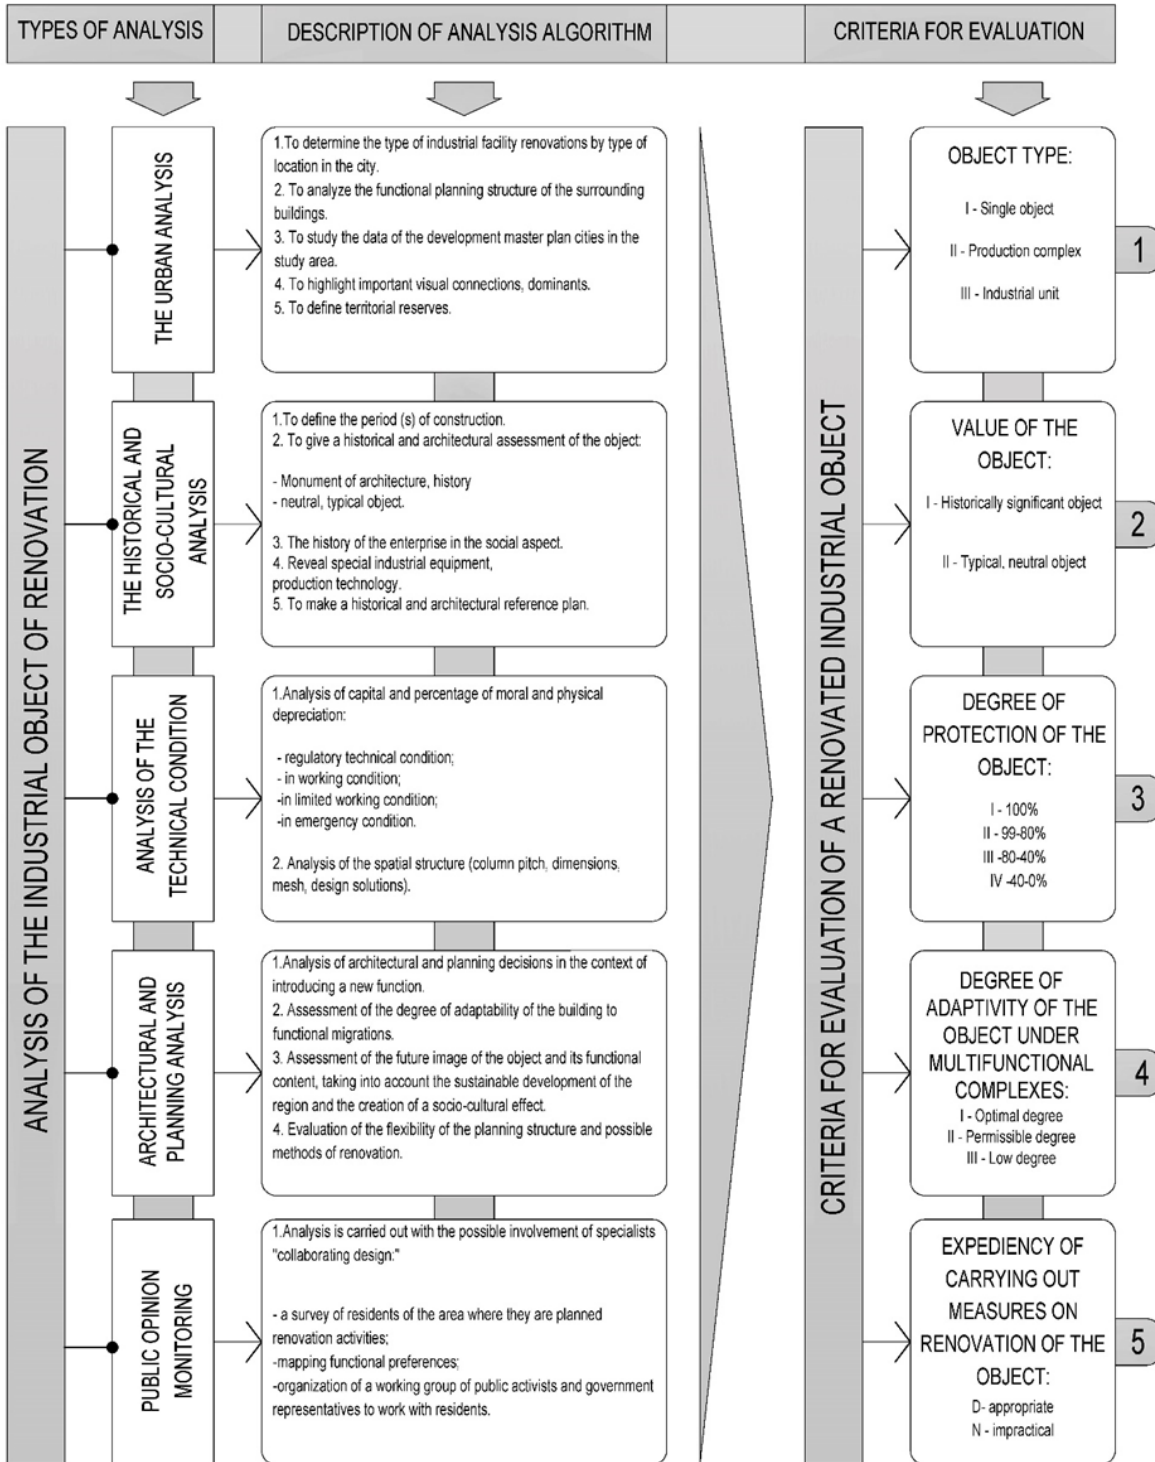 TYPES OF ANALYSIS
DESCRIPTION OF ANALYSIS ALGORITHM
CRITERIA FOR EVALUATION
ANALYSIS OF THE INDUSTRIAL OBJECT OF RENOVATION
THE URBAN ANALYSIS
1.To determine the type of industrial facility renovations by type of
location in the city.
2. To analyze the functional planning structure of the surrounding
buildings.
3. To study the data of the development master plan cities in the
study area.
4. To highlight important visual connections, dominants.
5. To define territorial reserves.
THE HISTORICAL AND
SOCIO-CULTURAL
ANALYSIS
1.To define the period (s) of construction.
2. To give a historical and architectural assessment of the object:
- Monument of architecture, history
- neutral, typical object.
3. The history of the enterprise in the social aspect.
4. Reveal special industrial equipment,
production technology.
5. To make a historical and architectural reference plan.
ANALYSIS OF THE
TECHNICAL CONDITION
1.Analysis of capital and percentage of moral and physical
depreciation:
- regulatory technical condition;
- in working condition;
-in limited working condition;
-in emergency condition.
2. Analysis of the spatial structure (column pitch, dimensions,
mesh, design solutions).
ARCHITECTURAL AND
PLANNING ANALYSIS
1.Analysis of architectural and planning decisions in the context of
introducing a new function.
2. Assessment of the degree of adaptability of the building to
functional migrations.
3. Assessment of the future image of the object and its functional
content, taking into account the sustainable development of the
region and the creation of a socio-cultural effect.
4. Evaluation of the flexibility of the planning structure and possible
methods of renovation.
PUBLIC OPINION
MONITORING
1.Analysis is carried out with the possible involvement of specialists
"collaborating design:"
- a survey of residents of the area where they are planned
renovation activities;
-mapping functional preferences;
-organization of a working group of public activists and government
representatives to work with residents.
CRITERIA FOR EVALUATION OF A RENOVATED INDUSTRIAL OBJECT
OBJECT TYPE:
I - Single object
II - Production complex
III - Industrial unit
1
VALUE OF THE
OBJECT:
I - Historically significant object
II - Typical, neutral object
2
DEGREE OF
PROTECTION OF THE
OBJECT:
I - 100%
II - 99-80%
III -80-40%
IV -40-0%
3
DEGREE OF
ADAPTIVITY OF THE
OBJECT UNDER
MULTIFUNCTIONAL
COMPLEXES:
I - Optimal degree
II - Permissible degree
III - Low degree
4
EXPEDIENCY OF
CARRYING OUT
MEASURES ON
RENOVATION OF THE
OBJECT:
D- appropriate
N - impractical
5